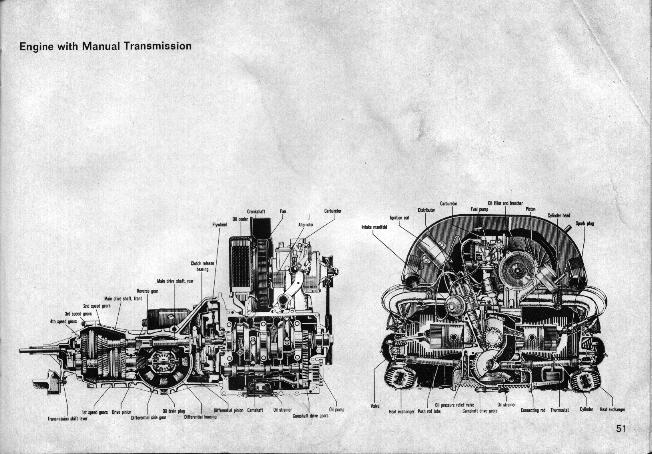 Engine with Manual Transmission
Crankshaft
Fan
Carburetor
Oil cooler
Alternator
Flywheel
Clutch release
bearing
Main drive shaft, rear
Reverse gear
Main drive shaft, front
2nd speed gears
3rd speed gears
4th speed gears
Transmission shift lever
1st speed gears
Drive pinion
Differential side gear
Oil drain plug
Differential housing
Differential pinion
Camshaft
Oil strainer
Camshaft drive gears
Oil pump
Carburetor
Oil filler and breather
Distributor
Fuel pump
Piston
Ignition coil
Cylinder head
Intake manifold
Spark plug
Valve
Heat exchanger
Push rod tube
Oil pressure relief valve
Camshaft drive gears
Oil strainer
Connecting rod
Thermostat
Cylinder
Heat exchanger
51